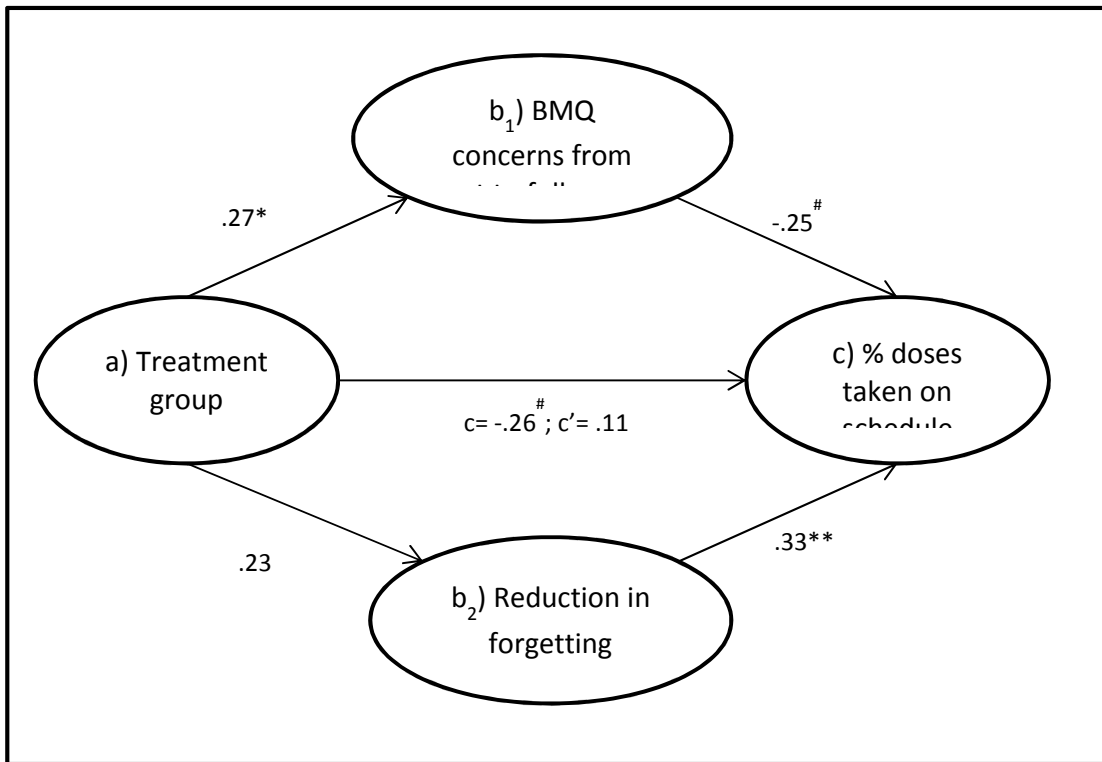 b1) BMQ
concerns from
.27*
-.25#
a) Treatment
group
c) % doses
taken on
schedule
c= -.26#; c’= .11
.23
.33**
b2) Reduction in
forgetting